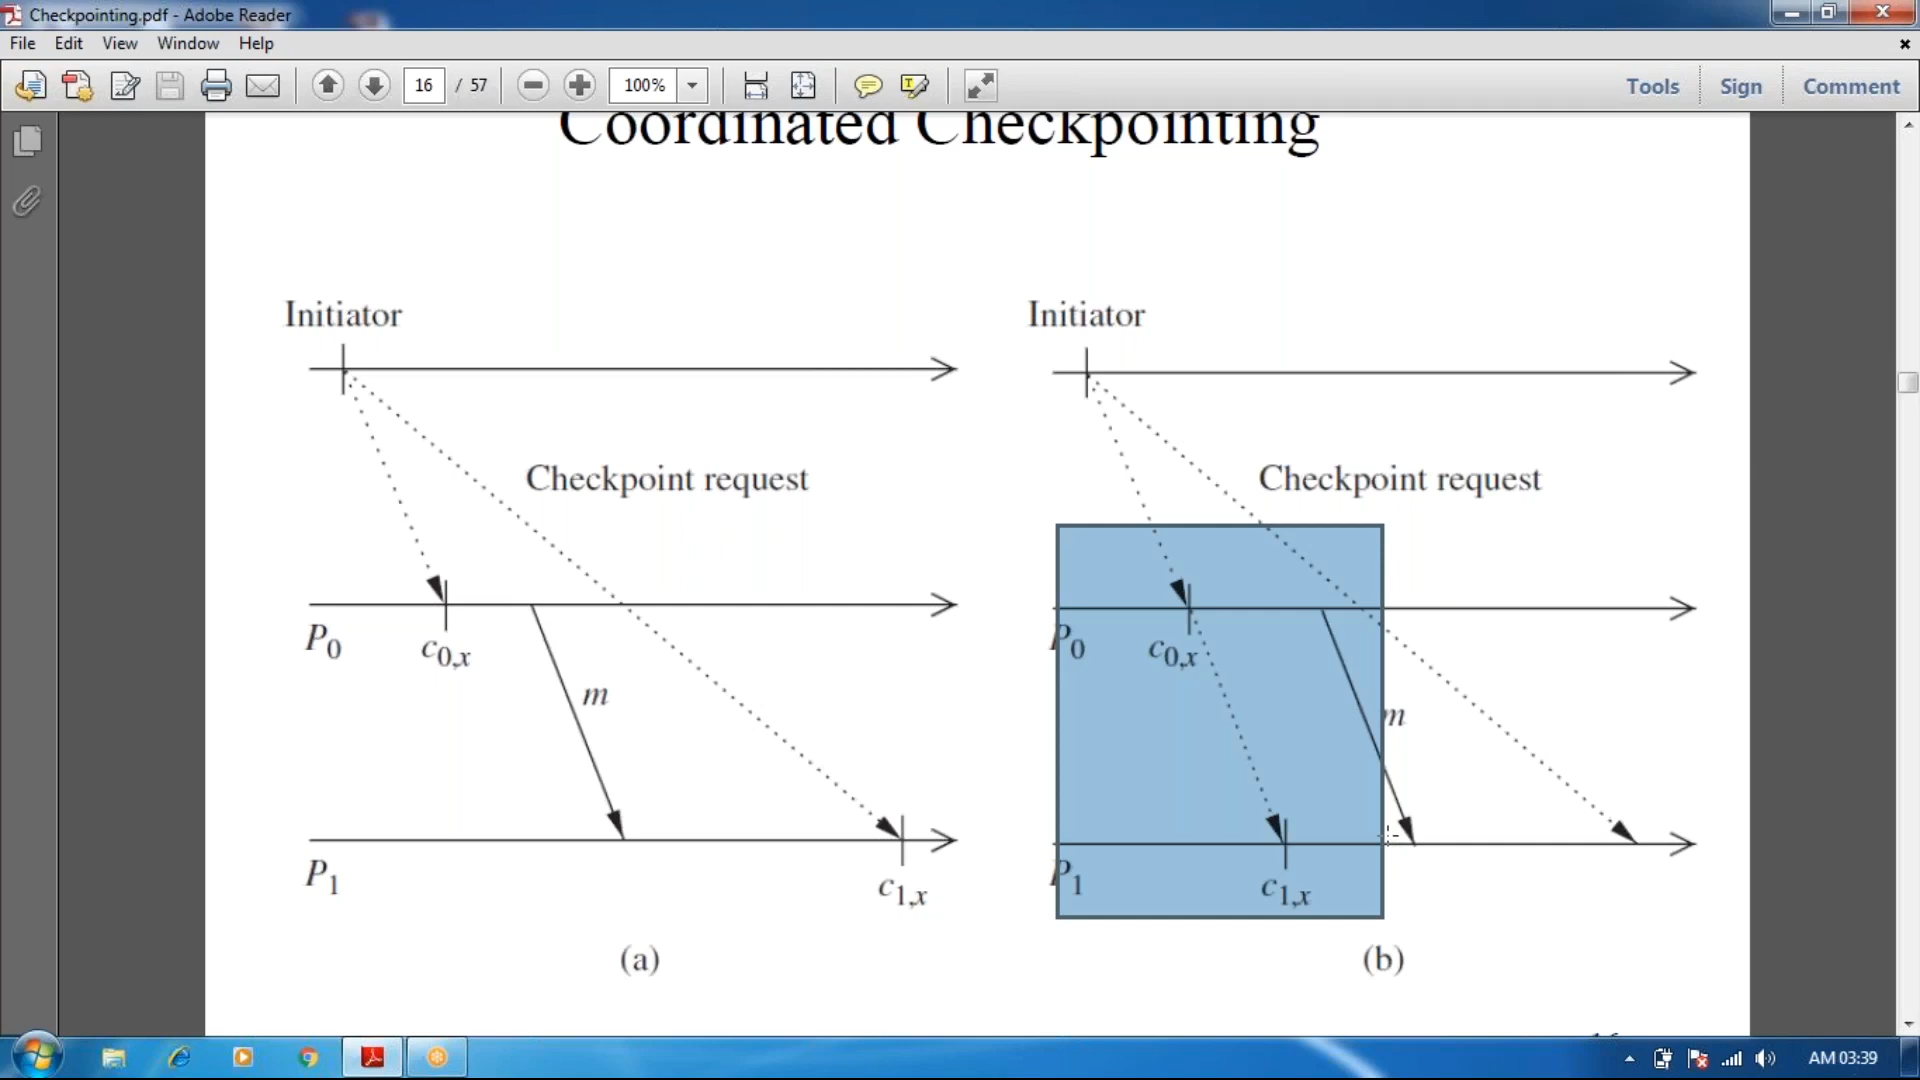 Checkpointing.pdf - Adobe Reader
File Edit View Window Help
16 / 57 100% Tools Sign Comment
Coordinated Checkpointing
Initiator
Checkpoint request
P0
c0,x
m
P1
c1,x
(a)
Initiator
Checkpoint request
P0
c0,x
m
P1
c1,x
(b)
AM 03:39